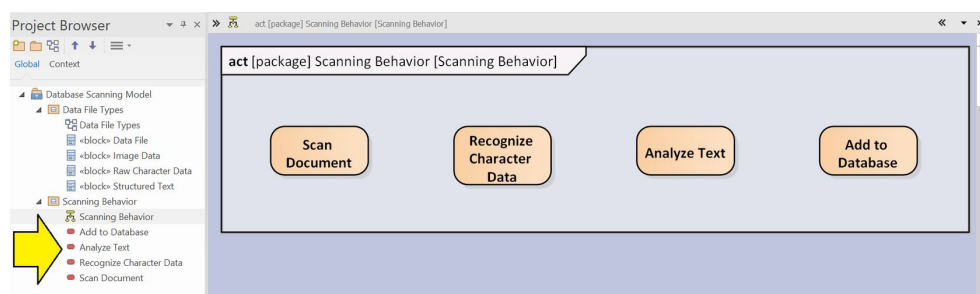 Project Browser
Global Context
Database Scanning Model
Data File Types
Data File Types
«block» Data File
«block» Image Data
«block» Raw Character Data
«block» Structured Text
Scanning Behavior
Scanning Behavior
Add to Database
Analyze Text
Recognize Character Data
Scan Document
act [package] Scanning Behavior [Scanning Behavior]
act [package] Scanning Behavior [Scanning Behavior]
Scan
Document
Recognize
Character
Data
Analyze Text
Add to
Database